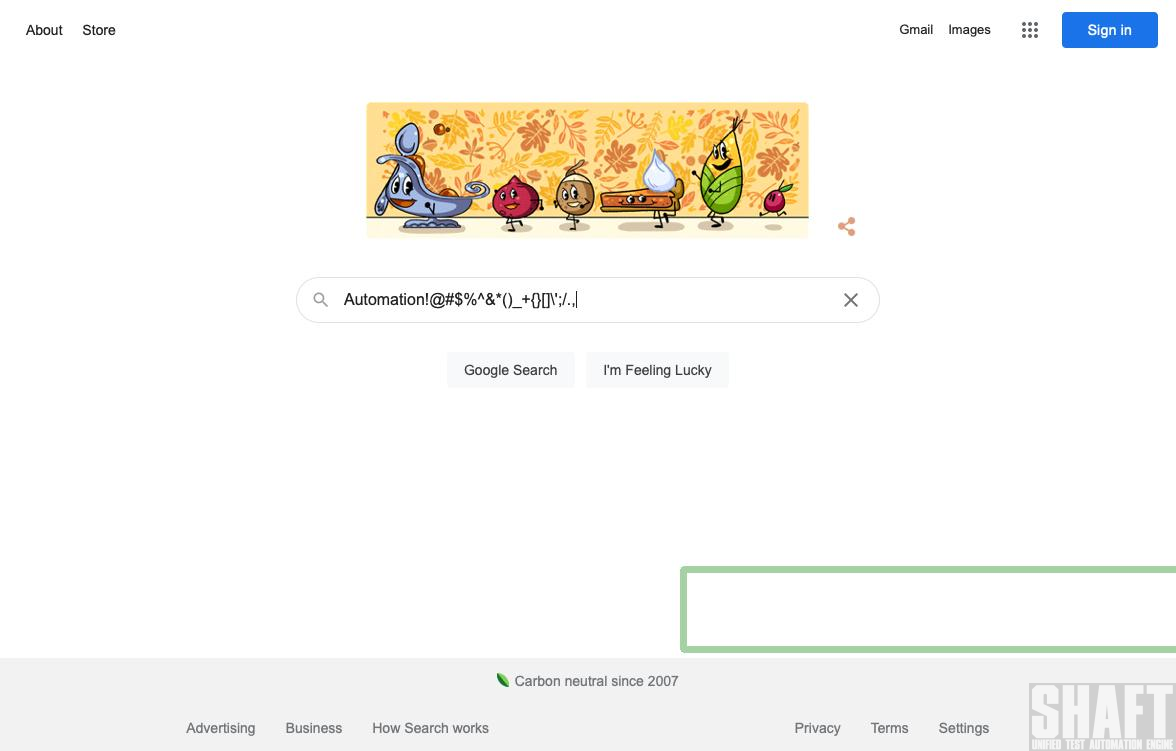 About Store
Gmail Images Sign in
Automation!@#$%^&*()_+{}[]\';/.,
Google Search I'm Feeling Lucky
Carbon neutral since 2007
Advertising Business How Search works Privacy Terms Settings
SHAFT
UNIFIED TEST AUTOMATION ENGINE